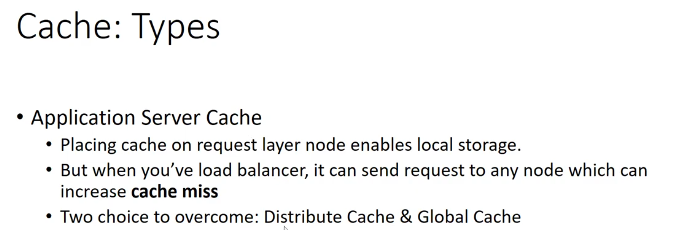 Cache: Types
• Application Server Cache
• Placing cache on request layer node enables local storage.
• But when you’ve load balancer, it can send request to any node which can
increase cache miss
• Two choice to overcome: Distribute Cache & Global Cache